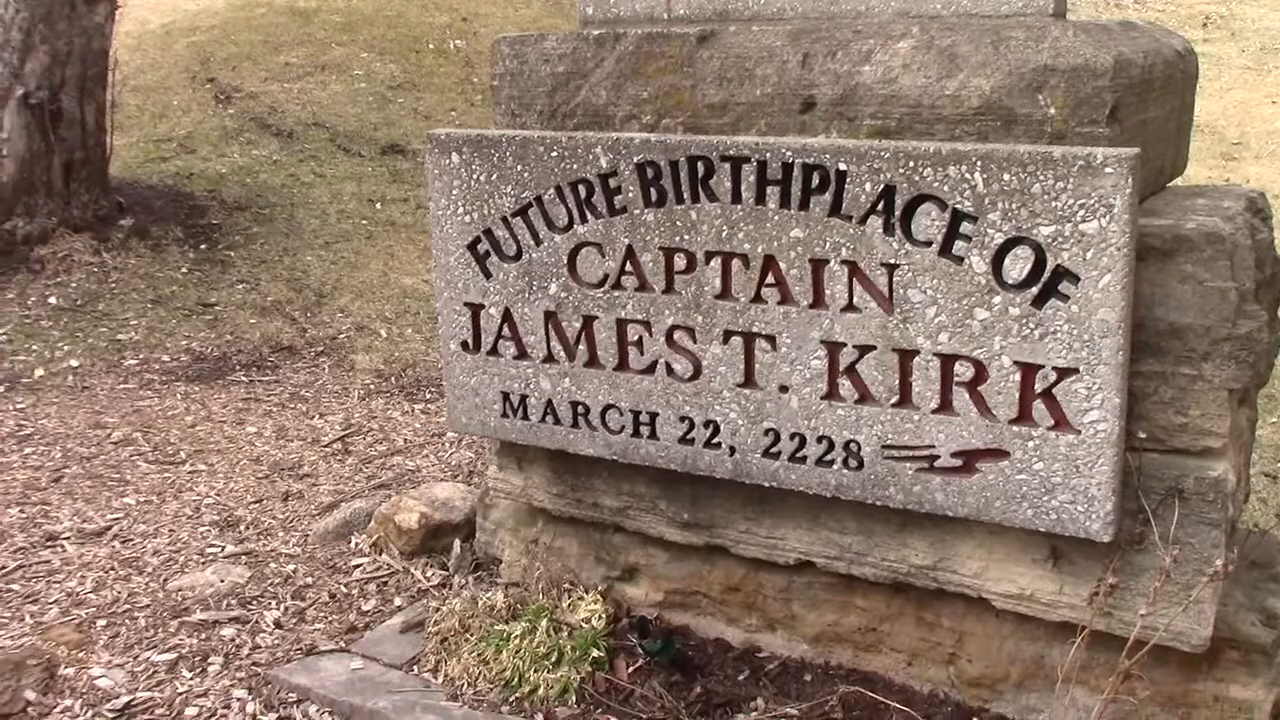 FUTURE BIRTHPLACE OF
CAPTAIN
JAMES T. KIRK
MARCH 22, 2228